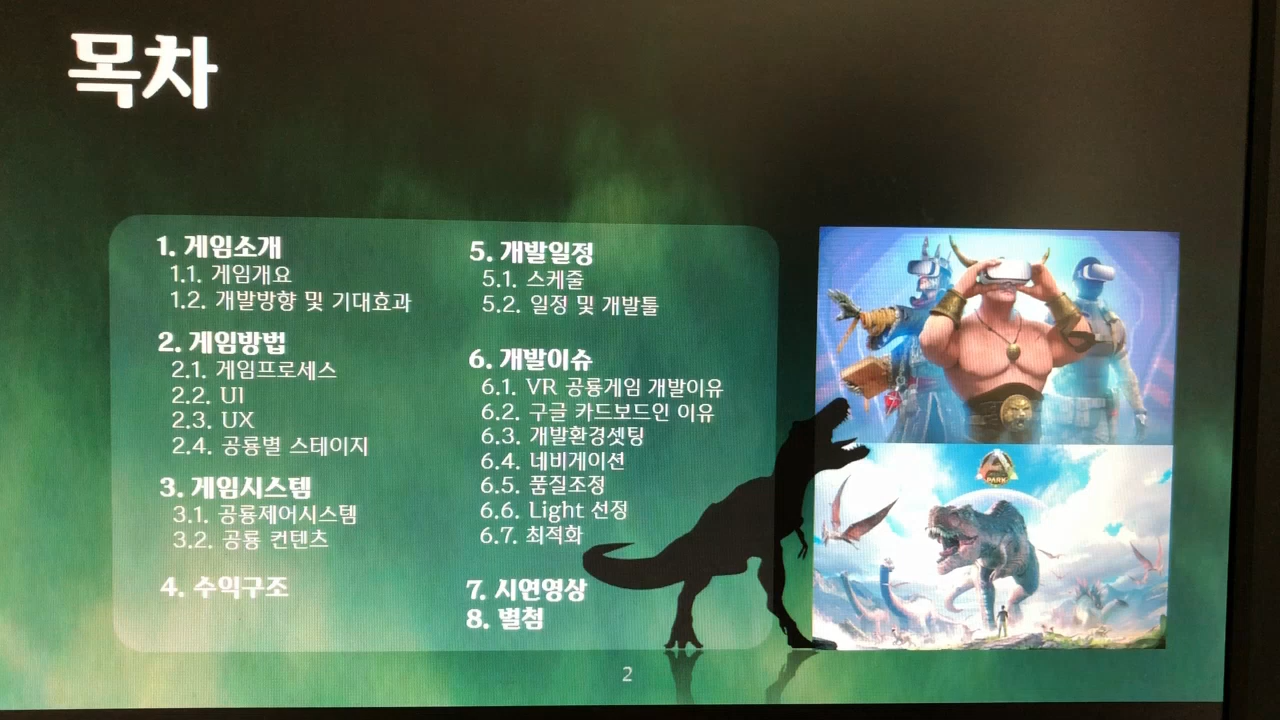 목차
1. 게임소개
1.1. 게임개요
1.2. 개발방향 및 기대효과
2. 게임방법
2.1. 게임프로세스
2.2. UI
2.3. UX
2.4. 공룡별 스테이지
3. 게임시스템
3.1. 공룡제어시스템
3.2. 공룡 컨텐츠
4. 수익구조
5. 개발일정
5.1. 스케줄
5.2. 일정 및 개발툴
6. 개발이슈
6.1. VR 공룡게임 개발이유
6.2. 구글 카드보드인 이유
6.3. 개발환경셋팅
6.4. 네비게이션
6.5. 품질조정
6.6. Light 선정
6.7. 최적화
7. 시연영상
8. 별첨
PARK
2